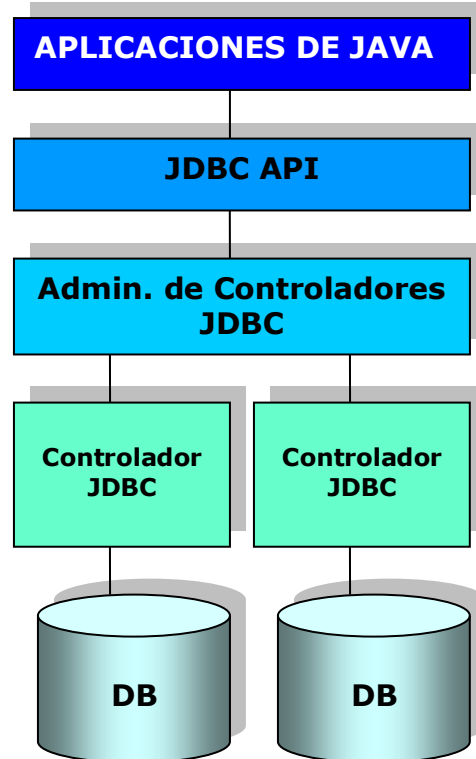 APLICACIONES DE JAVA
JDBC API
Admin. de Controladores
JDBC
Controlador
JDBC
Controlador
JDBC
DB
DB